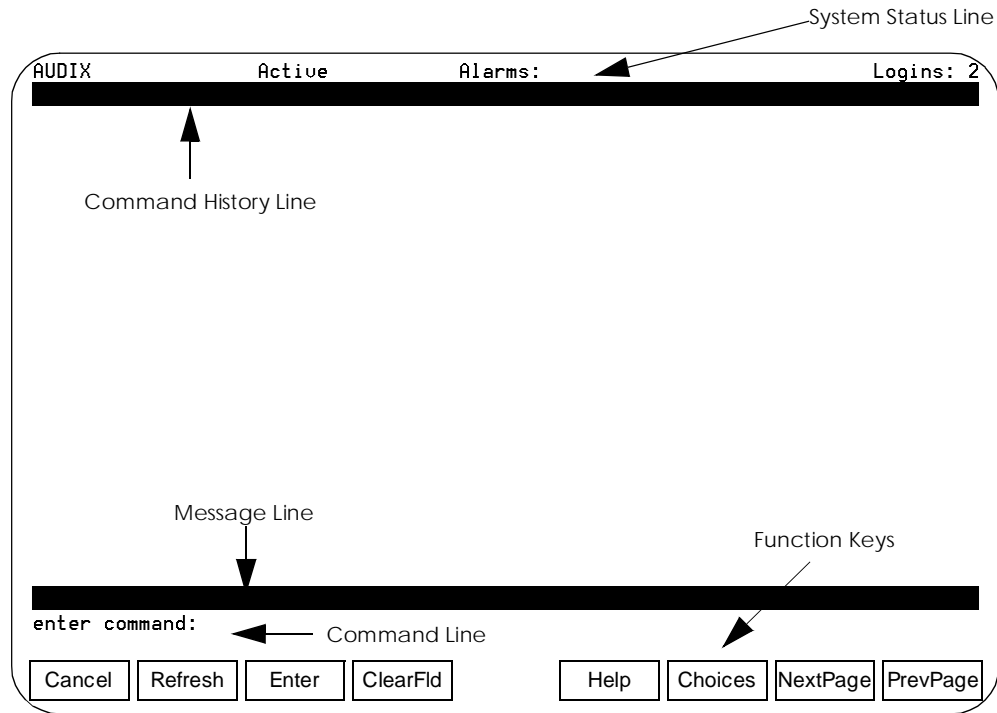 System Status Line
AUDIX Active Alarms: Logins: 2
Command History Line
Message Line
Function Keys
enter command:
Command Line
Cancel Refresh Enter ClearFld Help Choices NextPage PrevPage